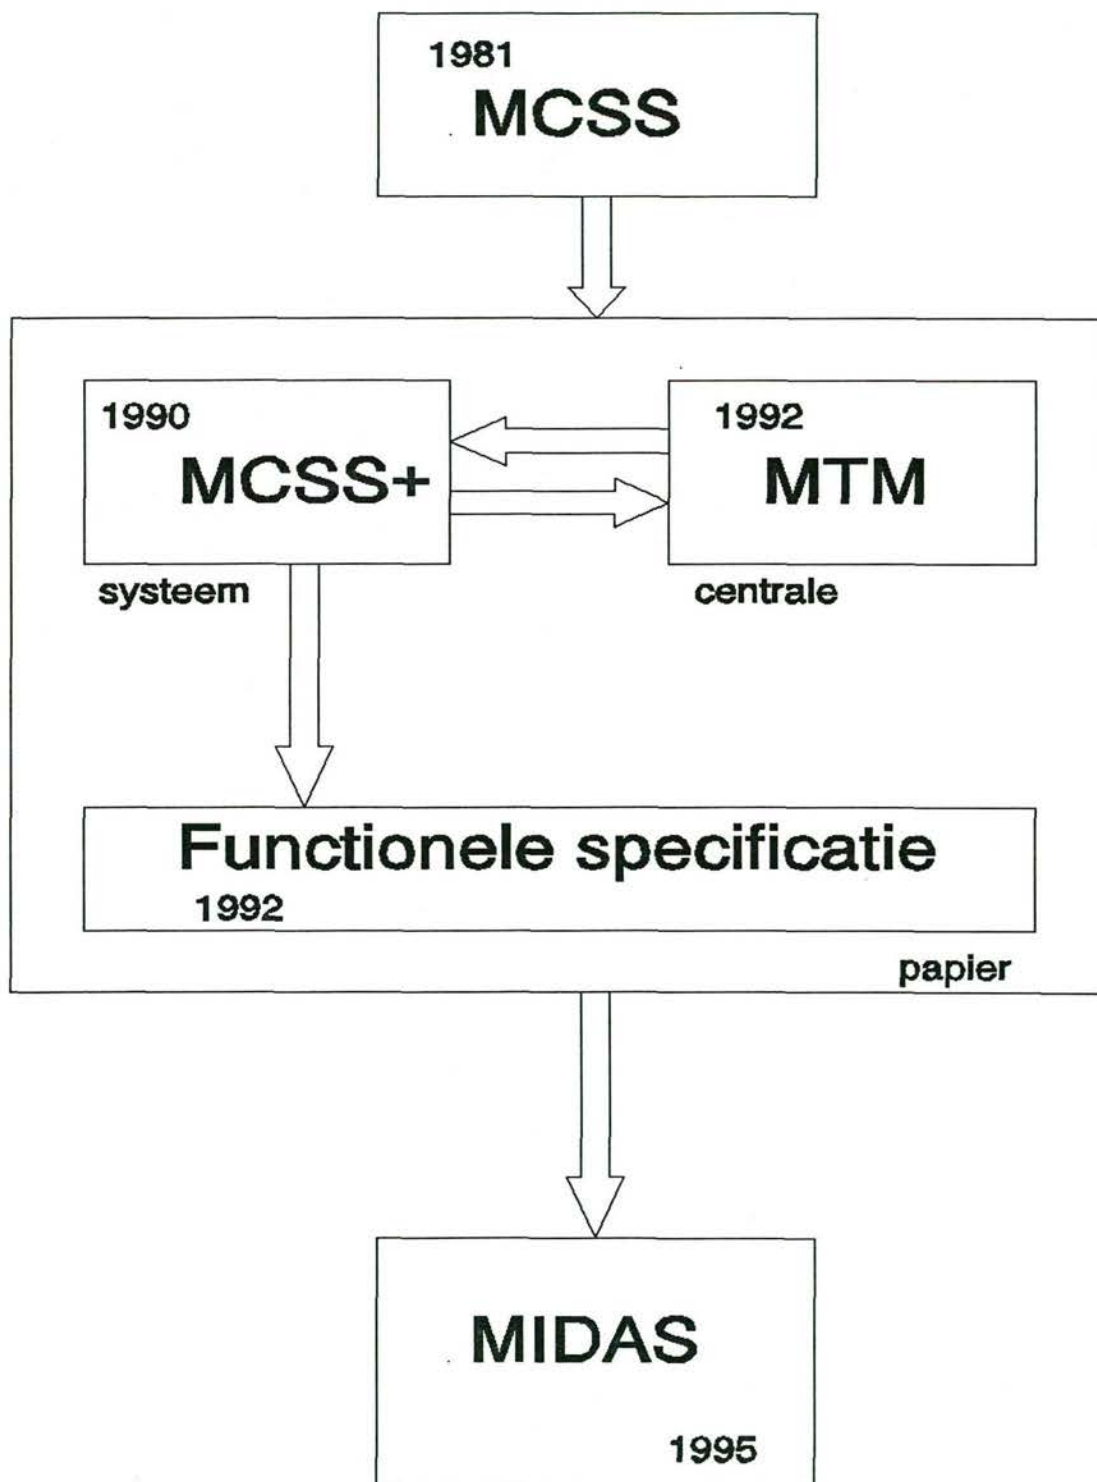 1981
MCSS
1990
MCSS+
systeem
1992
MTM
centrale
Functionele specificatie
1992
papier
MIDAS
1995